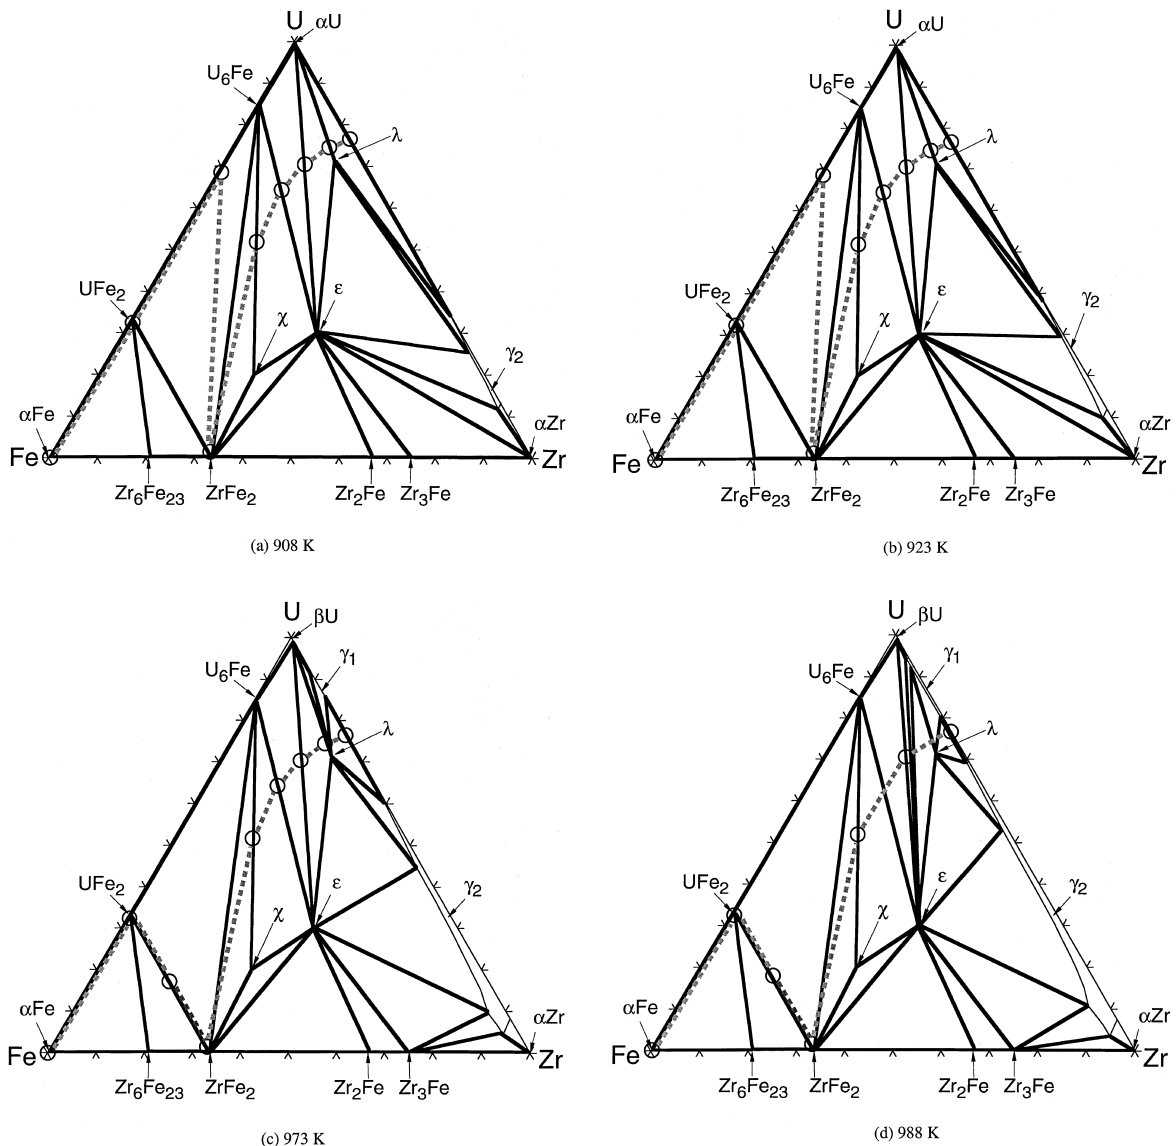 U
αU
U6Fe
λ
UFe2
ε
χ
γ2
αFe
αZr
Fe
Zr
Zr6Fe23
ZrFe2
Zr2Fe
Zr3Fe
(a) 908 K
U
αU
U6Fe
λ
UFe2
ε
γ2
χ
αFe
αZr
Fe
Zr
Zr6Fe23
ZrFe2
Zr2Fe
Zr3Fe
(b) 923 K
U
βU
γ1
U6Fe
λ
UFe2
ε
γ2
χ
αFe
αZr
Fe
Zr
Zr6Fe23
ZrFe2
Zr2Fe
Zr3Fe
(c) 973 K
U
βU
γ1
U6Fe
λ
UFe2
ε
γ2
χ
αFe
αZr
Fe
Zr
Zr6Fe23
ZrFe2
Zr2Fe
Zr3Fe
(d) 988 K